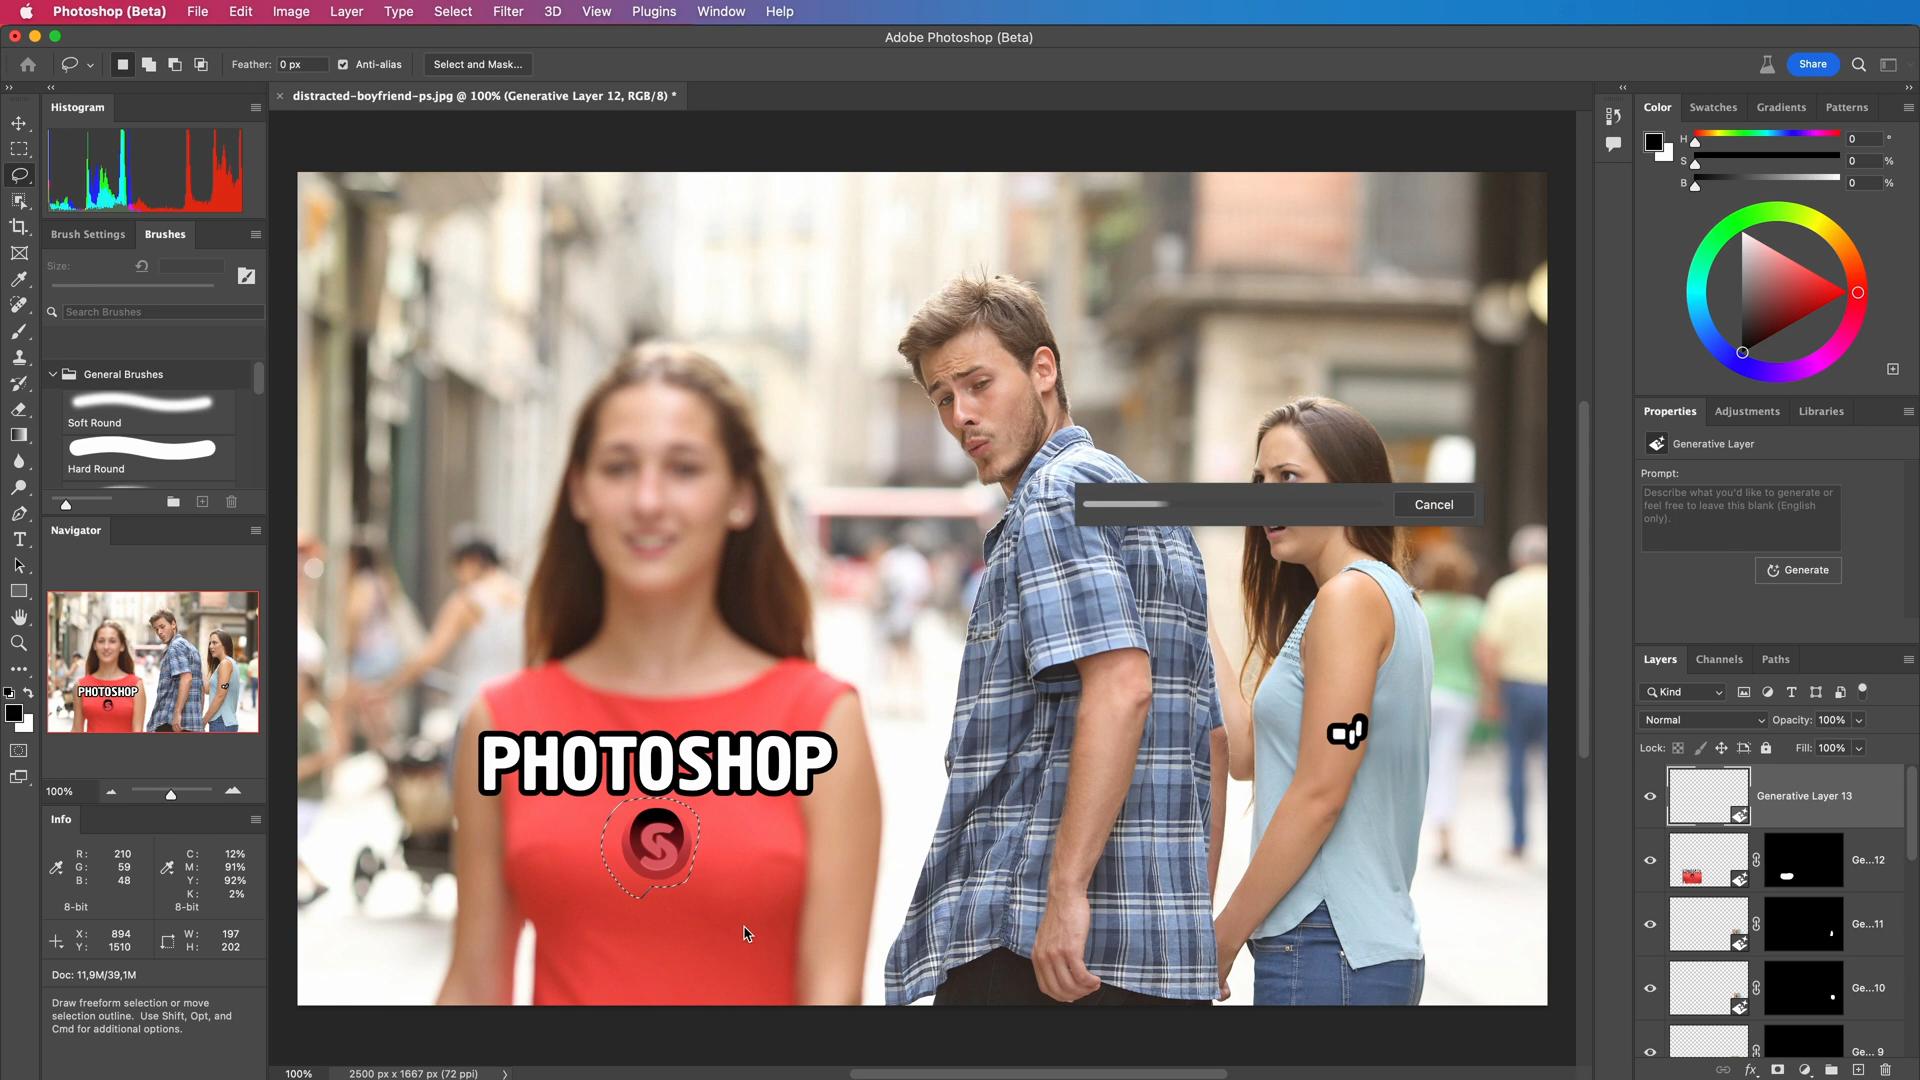 Photoshop (Beta) File Edit Image Layer Type Select Filter 3D View Plugins Window Help
Adobe Photoshop (Beta)
Feather: 0 px Anti-alias Select and Mask... Share
distracted-boyfriend-ps.jpg @ 100% (Generative Layer 12, RGB/8) *
Histogram
Brush Settings Brushes
Size:
Search Brushes
General Brushes
Soft Round
Hard Round
Navigator
PHOTOSHOP
100%
Info
R: 210 C: 12%
G: 59 M: 91%
B: 48 Y: 92%
K: 2%
8-bit 8-bit
X: 894 W: 197
Y: 1510 H: 202
Doc: 11,9M/39,1M
Draw freeform selection or move
selection outline. Use Shift, Opt, and
Cmd for additional options.
Cancel
PHOTOSHOP
S
100% 2500 px x 1667 px (72 ppi)
Color Swatches Gradients Patterns
H 0 °
S 0 %
B 0 %
Properties Adjustments Libraries
Generative Layer
Prompt:
Describe what you'd like to generate or
feel free to leave this blank (English
only).
Generate
Layers Channels Paths
Kind
Normal Opacity: 100%
Lock: Fill: 100%
Generative Layer 13
Ge...12
Ge...11
Ge...10
Ge... 9
fx